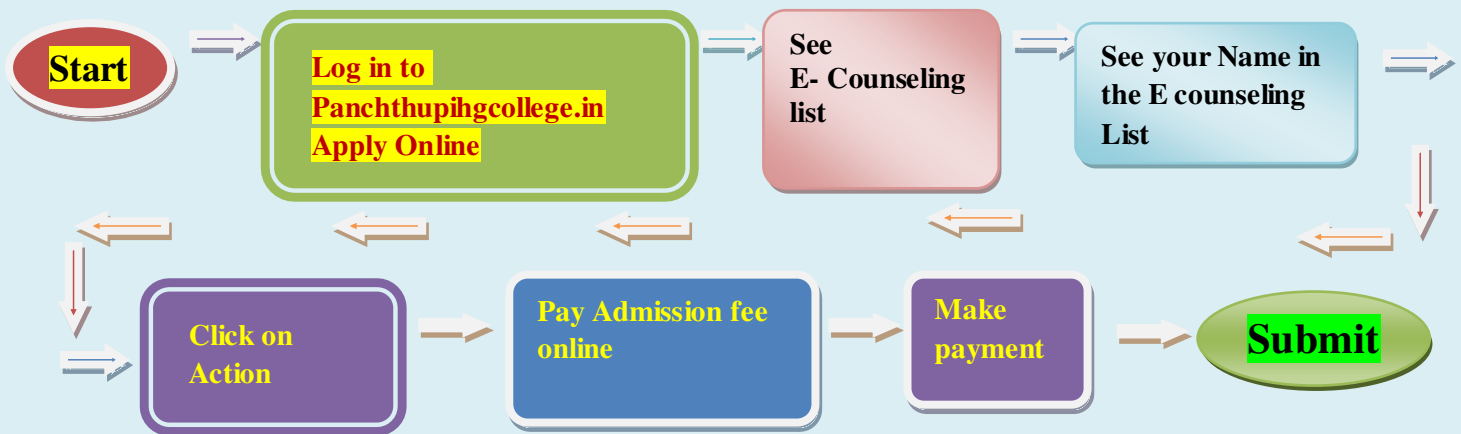 Start
Log in to
Panchthupihgcollege.in
Apply Online
See
E- Counseling
list
See your Name in
the E counseling
List
Click on
Action
Pay Admission fee
online
Make
payment
Submit